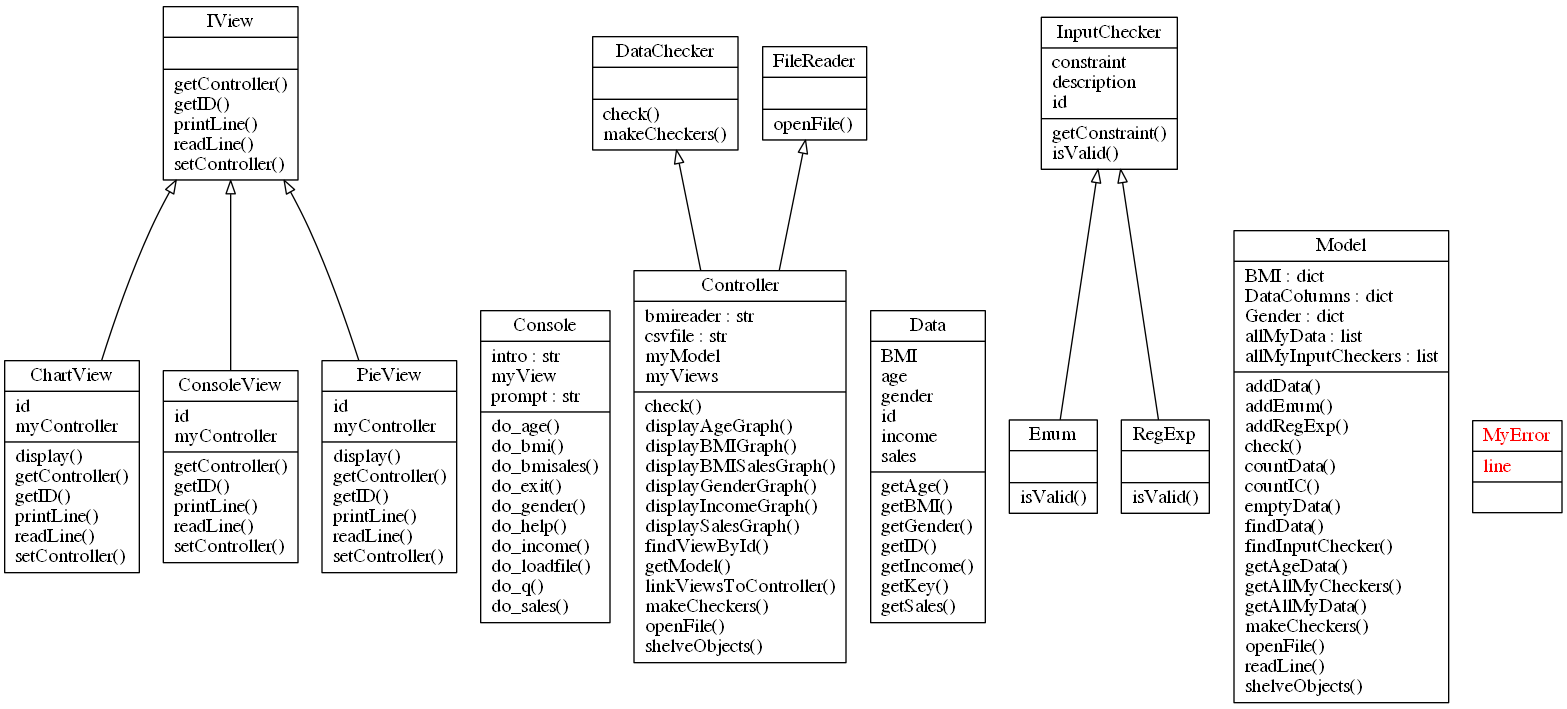 IView
getController()
getID()
printLine()
readLine()
setController()
DataChecker
check()
makeCheckers()
FileReader
openFile()
InputChecker
constraint
description
id
getConstraint()
isValid()
ChartView
id
myController
display()
getController()
getID()
printLine()
readLine()
setController()
ConsoleView
id
myController
getController()
getID()
printLine()
readLine()
setController()
PieView
id
myController
display()
getController()
getID()
printLine()
readLine()
setController()
Console
intro : str
myView
prompt : str
do_age()
do_bmi()
do_bmisales()
do_exit()
do_gender()
do_help()
do_income()
do_loadfile()
do_q()
do_sales()
Controller
bmireader : str
csvfile : str
myModel
myViews
check()
displayAgeGraph()
displayBMIGraph()
displayBMISalesGraph()
displayGenderGraph()
displayIncomeGraph()
displaySalesGraph()
findViewById()
getModel()
linkViewsToController()
makeCheckers()
openFile()
shelveObjects()
Data
BMI
age
gender
id
income
sales
getAge()
getBMI()
getGender()
getID()
getIncome()
getKey()
getSales()
Enum
isValid()
RegExp
isValid()
Model
BMI : dict
DataColumns : dict
Gender : dict
allMyData : list
allMyInputCheckers : list
addData()
addEnum()
addRegExp()
check()
countData()
countIC()
emptyData()
findData()
findInputChecker()
getAgeData()
getAllMyCheckers()
getAllMyData()
makeCheckers()
openFile()
readLine()
shelveObjects()
MyError
line